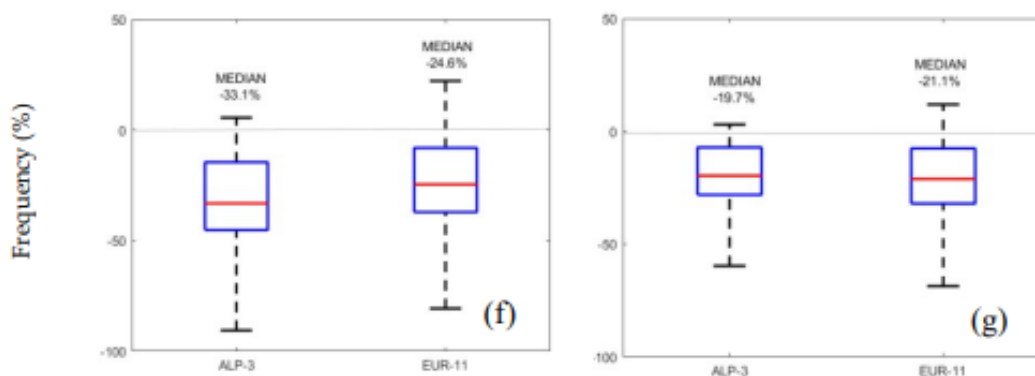 Frequency (%)
50
0
-50
-100
MEDIAN
-33.1%
MEDIAN
-24.6%
ALP-3
EUR-11
(f)
50
0
-50
-100
MEDIAN
-19.7%
MEDIAN
-21.1%
ALP-3
EUR-11
(g)